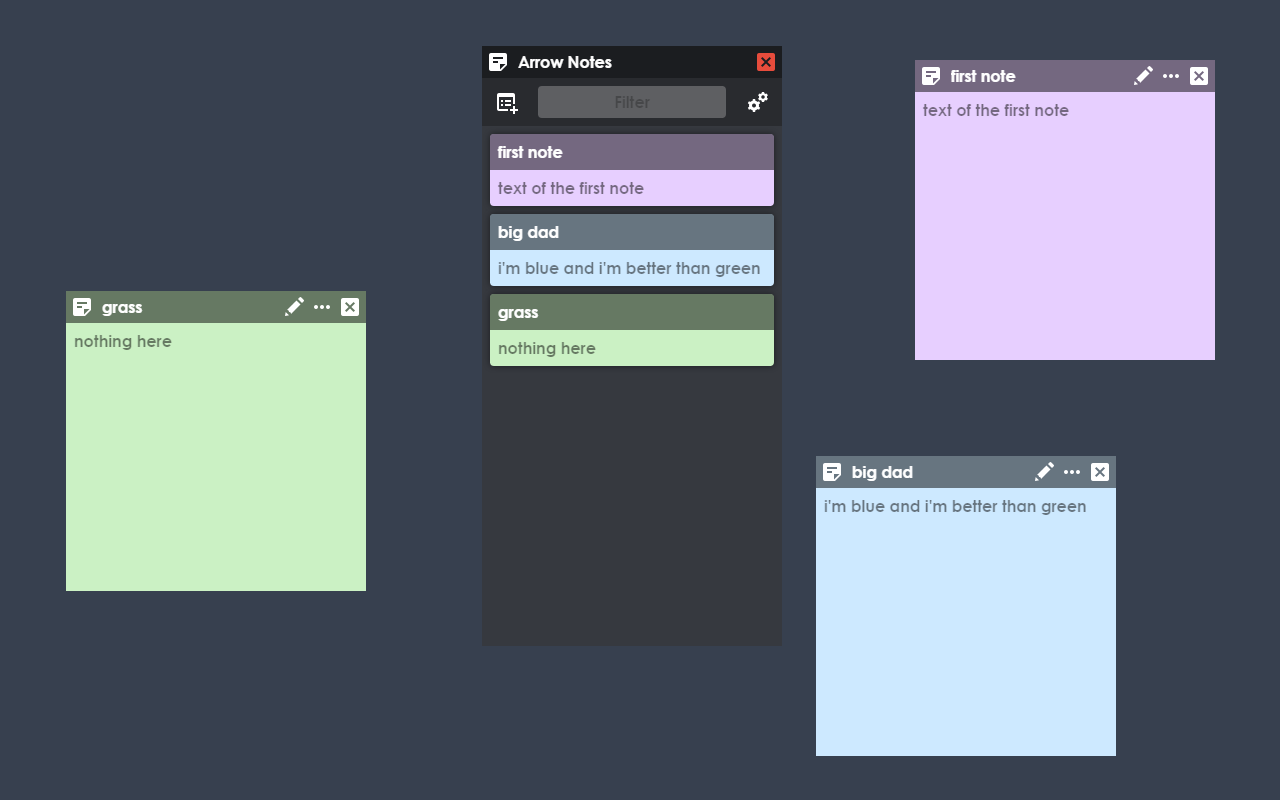 Arrow Notes
Filter
first note
text of the first note
big dad
i'm blue and i'm better than green
grass
nothing here
first note
text of the first note
grass
nothing here
big dad
i'm blue and i'm better than green